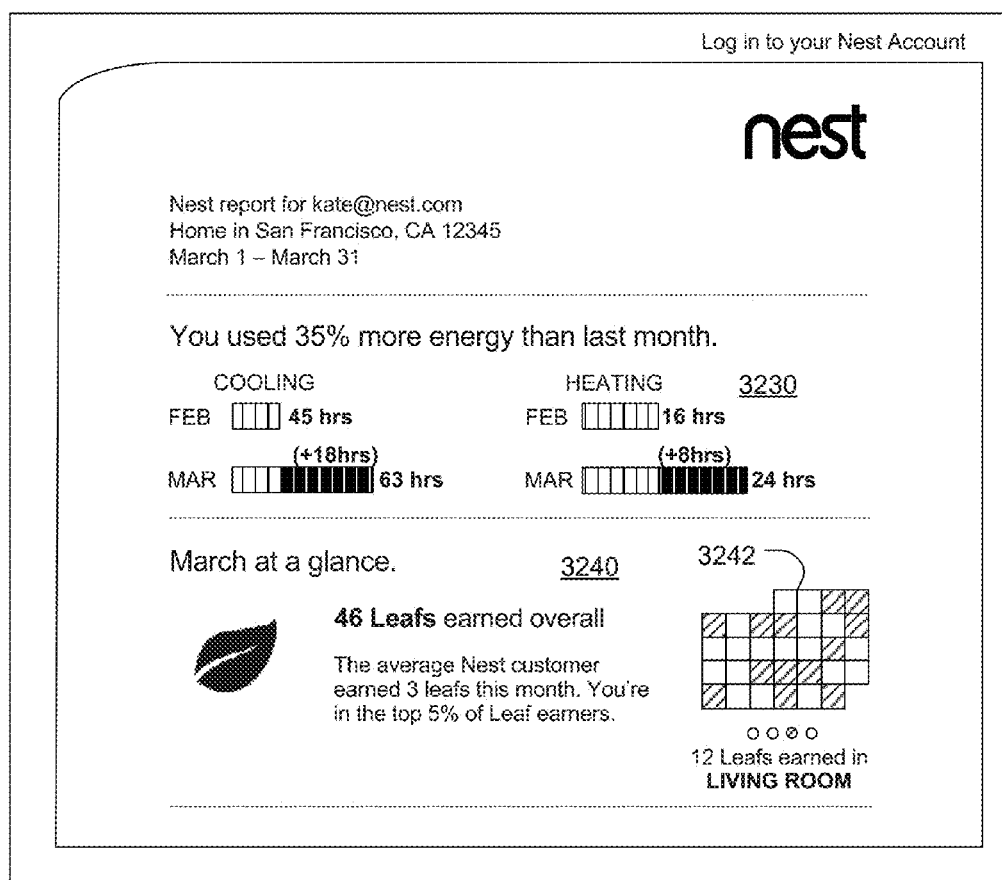 Log in to your Nest Account
nest
Nest report for kate@nest.com
Home in San Francisco, CA 12345
March 1 – March 31
You used 35% more energy than last month.
COOLING HEATING 3230
FEB 45 hrs FEB 16 hrs
(+18hrs) (+8hrs)
MAR 63 hrs MAR 24 hrs
March at a glance. 3240 3242
46 Leafs earned overall
The average Nest customer
earned 3 leafs this month. You're
in the top 5% of Leaf earners.
12 Leafs earned in
LIVING ROOM